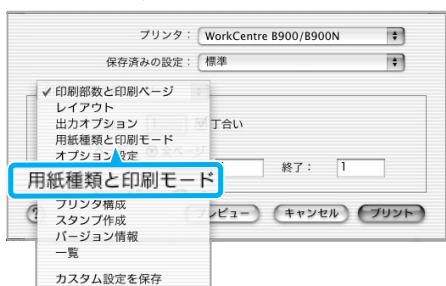 プリンタ： WorkCentre B900/B900N
保存済みの設定： 標準
✓ 印刷部数と印刷ページ
レイアウト
出力オプション 1 丁合い
用紙種類と印刷モード
オプション設定
終了： 1
用紙種類と印刷モード
プリンタ構成
スタンプ作成
バージョン情報
一覧
カスタム設定を保存
? プレビュー キャンセル プリント